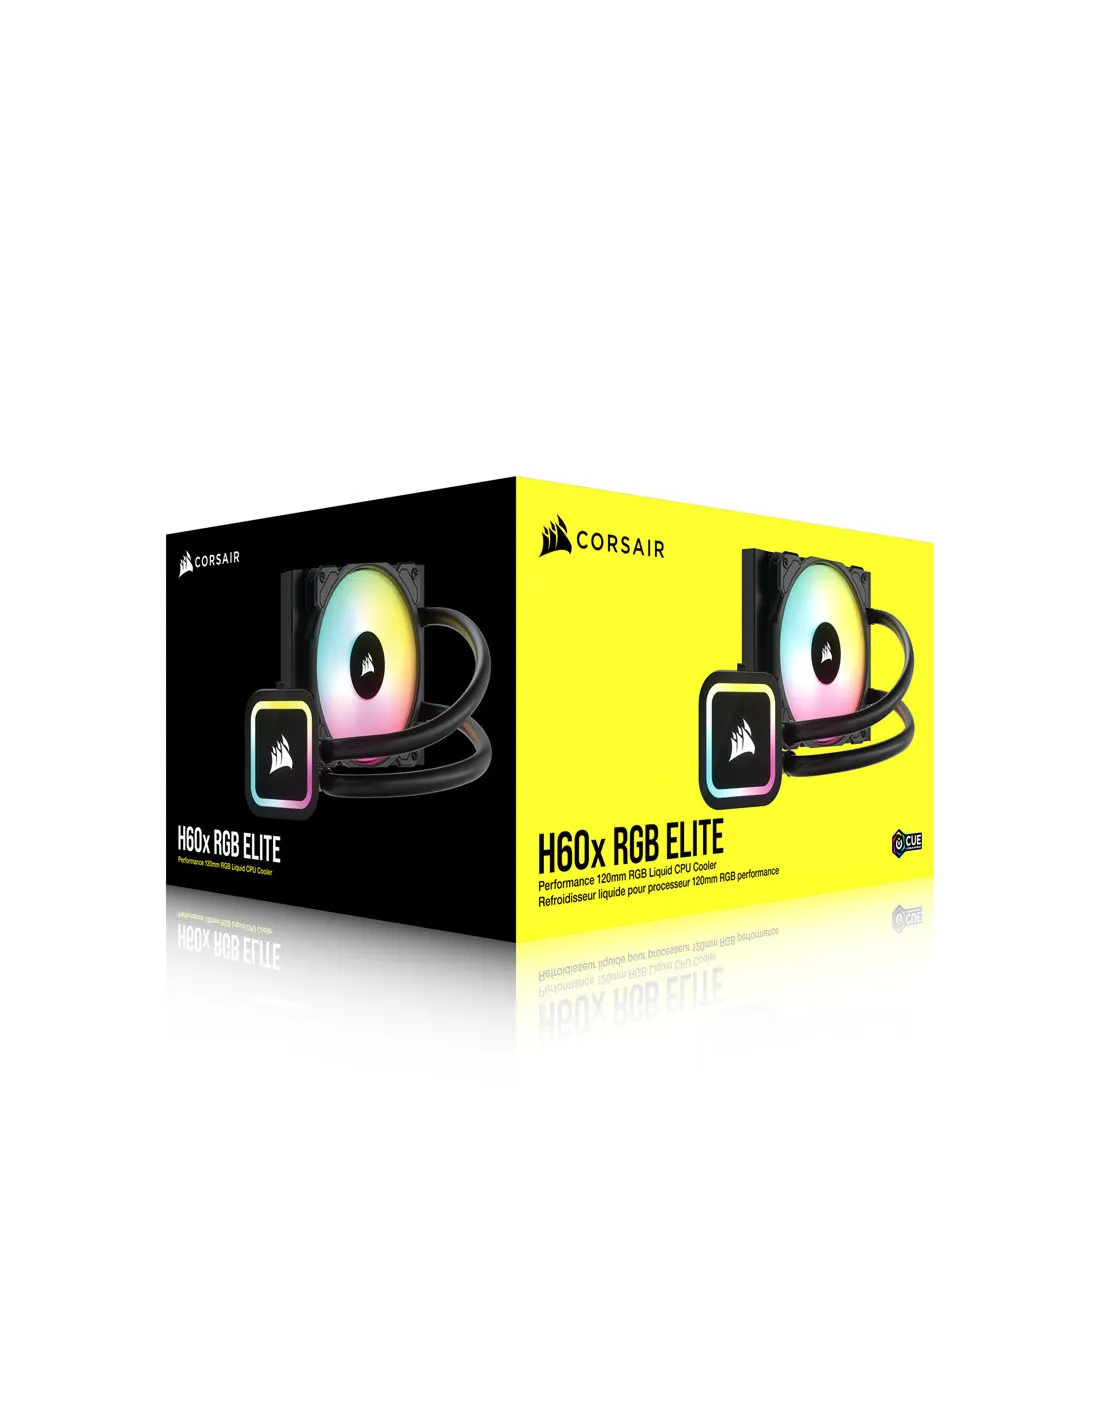 CORSAIR
H60x RGB ELITE
Performance 120mm RGB Liquid CPU Cooler
CORSAIR
H60x RGB ELITE
Performance 120mm RGB Liquid CPU Cooler
Refroidisseur liquide pour processeur 120mm RGB performance
CUE